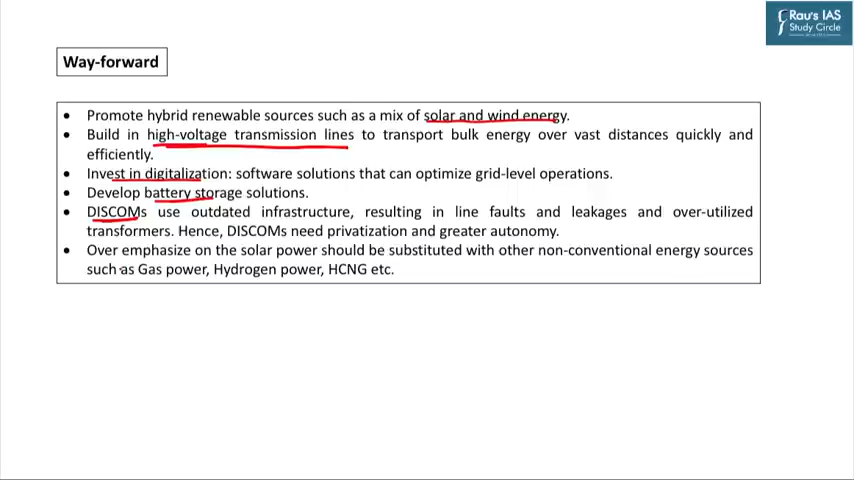 Rau's IAS
Study Circle
Way-forward
• Promote hybrid renewable sources such as a mix of solar and wind energy.
• Build in high-voltage transmission lines to transport bulk energy over vast distances quickly and
efficiently.
• Invest in digitalization: software solutions that can optimize grid-level operations.
• Develop battery storage solutions.
• DISCOMs use outdated infrastructure, resulting in line faults and leakages and over-utilized
transformers. Hence, DISCOMs need privatization and greater autonomy.
• Over emphasize on the solar power should be substituted with other non-conventional energy sources
such as Gas power, Hydrogen power, HCNG etc.